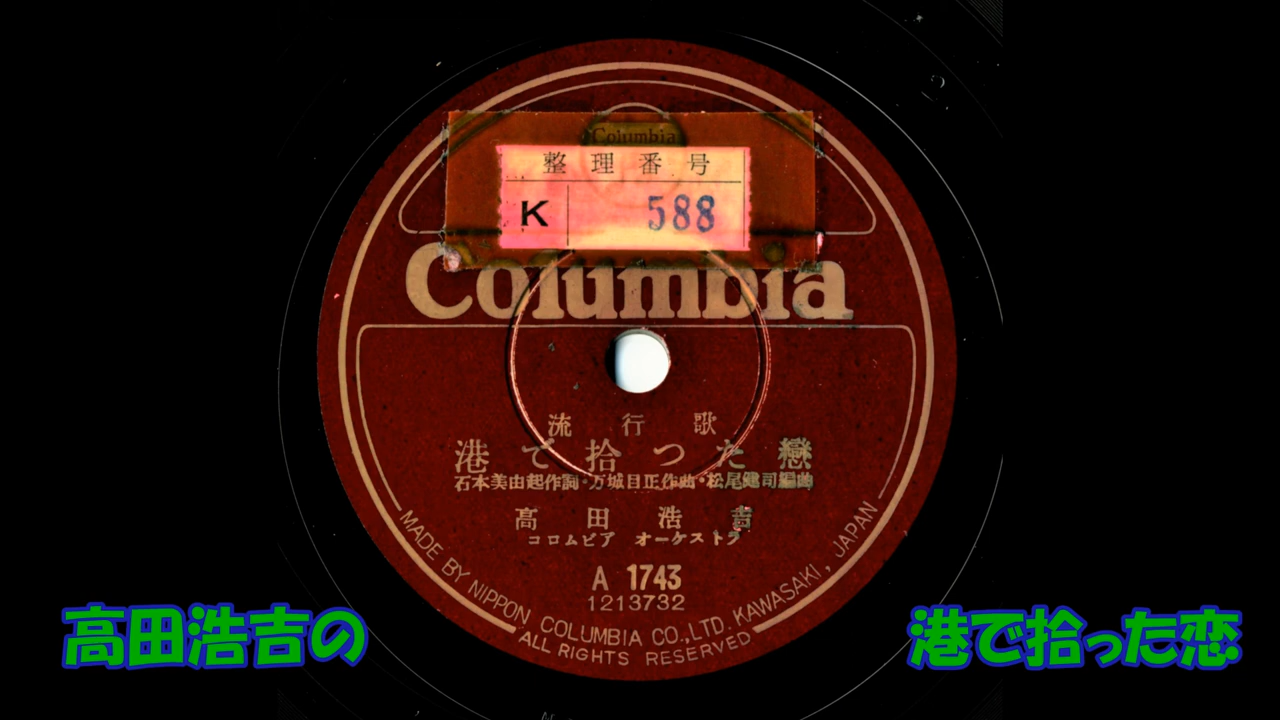 Columbia
整理番号
K 588
Columbia
流行歌
港で拾つた戀
石本美由起作詞・万城目正作曲・松尾健司編曲
高田浩吉
コロムビア オーケストラ
A 1743
1213732
MADE BY NIPPON COLUMBIA CO.,LTD. KAWASAKI, JAPAN
ALL RIGHTS RESERVED
高田浩吉の
港で拾った恋